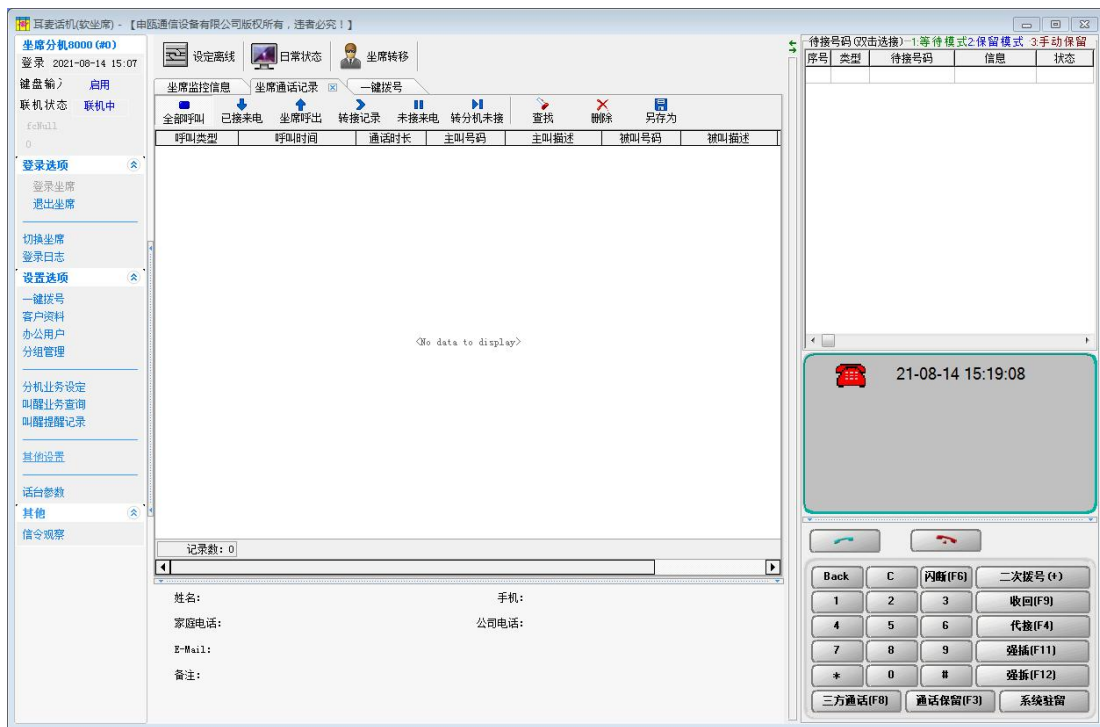 耳麦话机(软坐席) - 【申瓯通信设备有限公司版权所有，违者必究！】
坐席分机8000(#0)
登录 2021-08-14 15:07
键盘输入 启用
联机状态 联机中
fcNull
0
登录选项
登录坐席
退出坐席
切换坐席
登录日志
设置选项
一键拨号
客户资料
办公用户
分组管理
分机业务设定
叫醒业务查询
叫醒提醒记录
其他设置
话台参数
其他
信令观察
设定离线 日常状态 坐席转移
坐席监控信息 坐席通话记录 一键拨号
全部呼叫 已接来电 坐席呼出 转接记录 未接来电 转分机未接 查找 删除 另存为
呼叫类型 呼叫时间 通话时长 主叫号码 主叫描述 被叫号码 被叫描述
<No data to display>
记录数: 0
姓名: 手机:
家庭电话: 公司电话:
E-Mail:
备注:
待接号码(双击选接)-1:等待模式2:保留模式 3:手动保留
序号 类型 待接号码 信息 状态
21-08-14 15:19:08
Back C 闪断(F6) 二次拨号(+)
1 2 3 收回(F9)
4 5 6 代接(F4)
7 8 9 强插(F11)
* 0 # 强拆(F12)
三方通话(F8) 通话保留(F3) 系统驻留